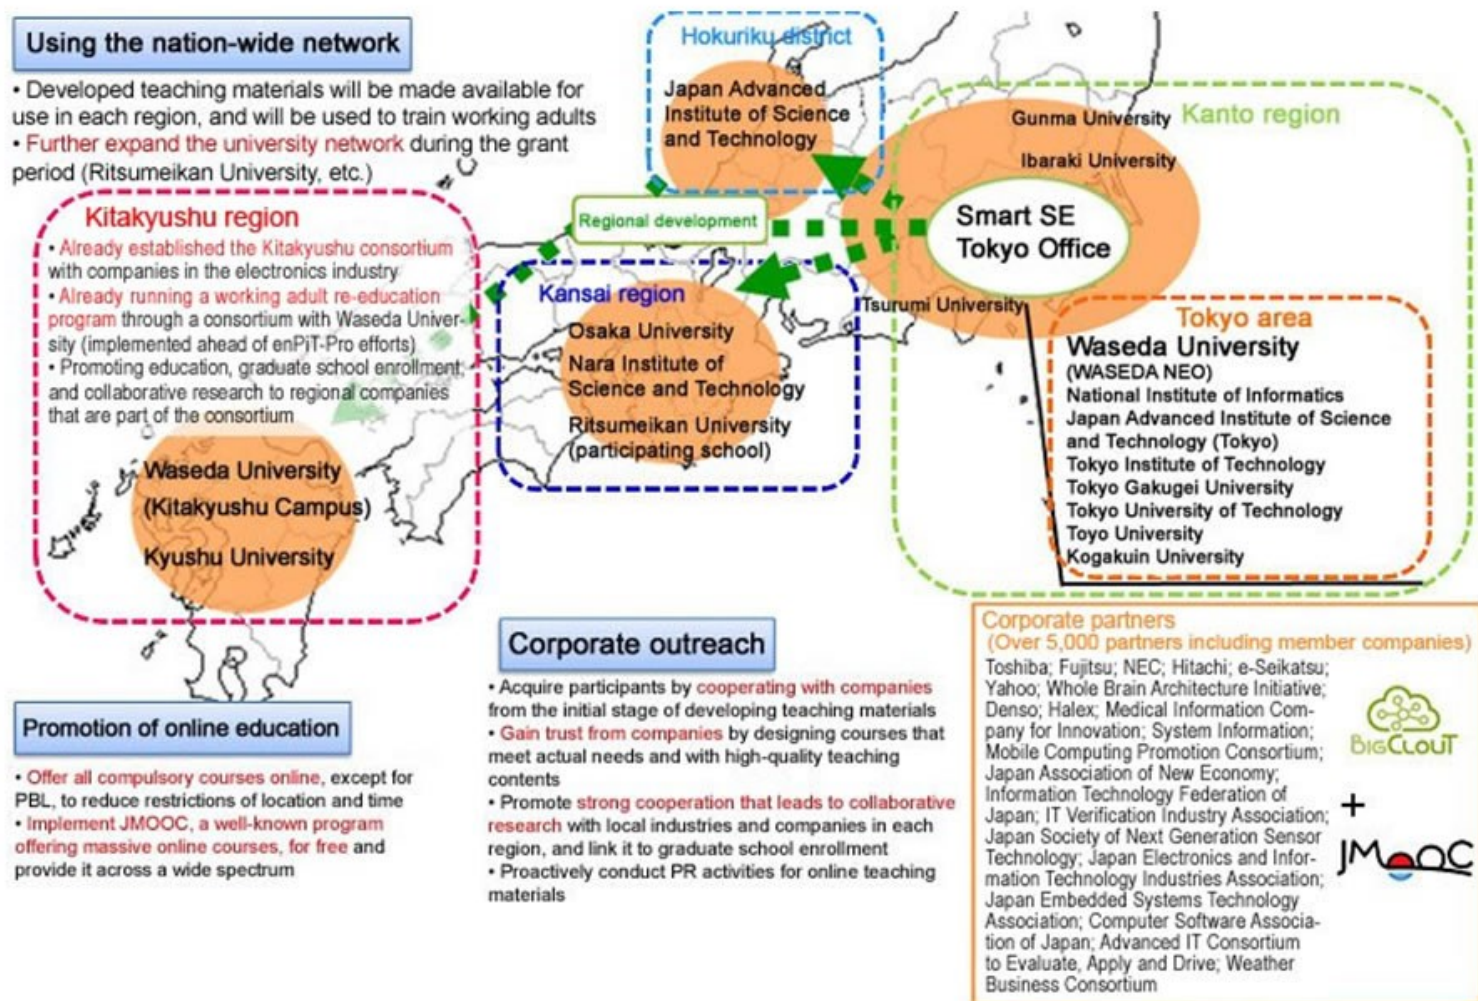 Using the nation-wide network
• Developed teaching materials will be made available for
use in each region, and will be used to train working adults
• Further expand the university network during the grant
period (Ritsumeikan University, etc.)
Hokuriku district
Japan Advanced
Institute of Science
and Technology
Kanto region
Gunma University
Ibaraki University
Smart SE
Tokyo Office
Tsurumi University
Regional development
Kitakyushu region
• Already established the Kitakyushu consortium
with companies in the electronics industry
• Already running a working adult re-education
program through a consortium with Waseda Univer-
sity (implemented ahead of enPiT-Pro efforts)
• Promoting education, graduate school enrollment,
and collaborative research to regional companies
that are part of the consortium
Waseda University
(Kitakyushu Campus)
Kyushu University
Kansai region
Osaka University
Nara Institute of
Science and Technology
Ritsumeikan University
(participating school)
Tokyo area
Waseda University
(WASEDA NEO)
National Institute of Informatics
Japan Advanced Institute of Science
and Technology (Tokyo)
Tokyo Institute of Technology
Tokyo Gakugei University
Tokyo University of Technology
Toyo University
Kogakuin University
Promotion of online education
• Offer all compulsory courses online, except for
PBL, to reduce restrictions of location and time
• Implement JMOOC, a well-known program
offering massive online courses, for free and
provide it across a wide spectrum
Corporate outreach
• Acquire participants by cooperating with companies
from the initial stage of developing teaching materials
• Gain trust from companies by designing courses that
meet actual needs and with high-quality teaching
contents
• Promote strong cooperation that leads to collaborative
research with local industries and companies in each
region, and link it to graduate school enrollment
• Proactively conduct PR activities for online teaching
materials
Corporate partners
(Over 5,000 partners including member companies)
Toshiba; Fujitsu; NEC; Hitachi; e-Seikatsu;
Yahoo; Whole Brain Architecture Initiative;
Denso; Halex; Medical Information Com-
pany for Innovation; System Information;
Mobile Computing Promotion Consortium;
Japan Association of New Economy;
Information Technology Federation of
Japan; IT Verification Industry Association;
Japan Society of Next Generation Sensor
Technology; Japan Electronics and Infor-
mation Technology Industries Association;
Japan Embedded Systems Technology
Association; Computer Software Associa-
tion of Japan; Advanced IT Consortium
to Evaluate, Apply and Drive; Weather
Business Consortium
BIGCLOUT
+
JMOOC